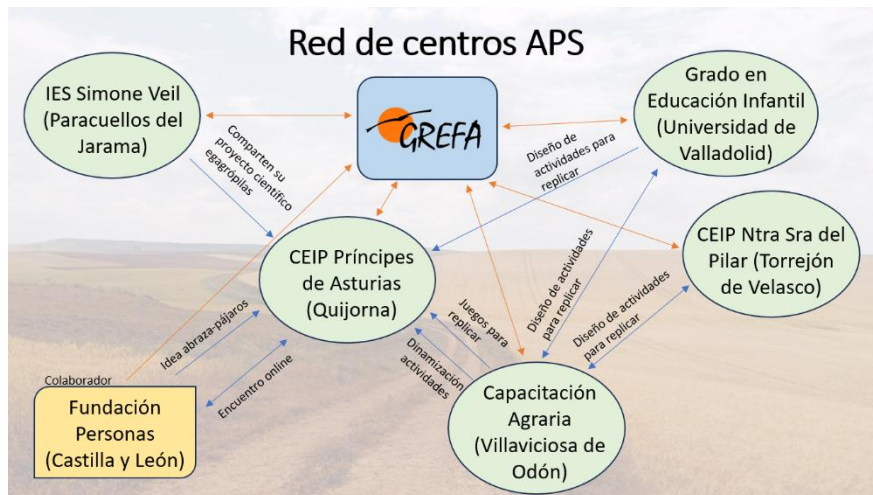 Red de centros APS
IES Simone Veil
(Paracuellos del
Jarama)
GREFA
Grado en
Educación Infantil
(Universidad de
Valladolid)
Comparten su
proyecto científico
egagrópilas
Diseño de
actividades para
replicar
CEIP Príncipes
de Asturias
(Quijorna)
CEIP Ntra Sra del
Pilar (Torrejón
de Velasco)
Idea abraza-pájaros
Encuentro online
Juegos para
replicar
Dinamización
actividades
Diseño de actividades
para replicar
Diseño de actividades
para replicar
Colaborador
Fundación
Personas
(Castilla y León)
Capacitación
Agraria
(Villaviciosa de
Odón)